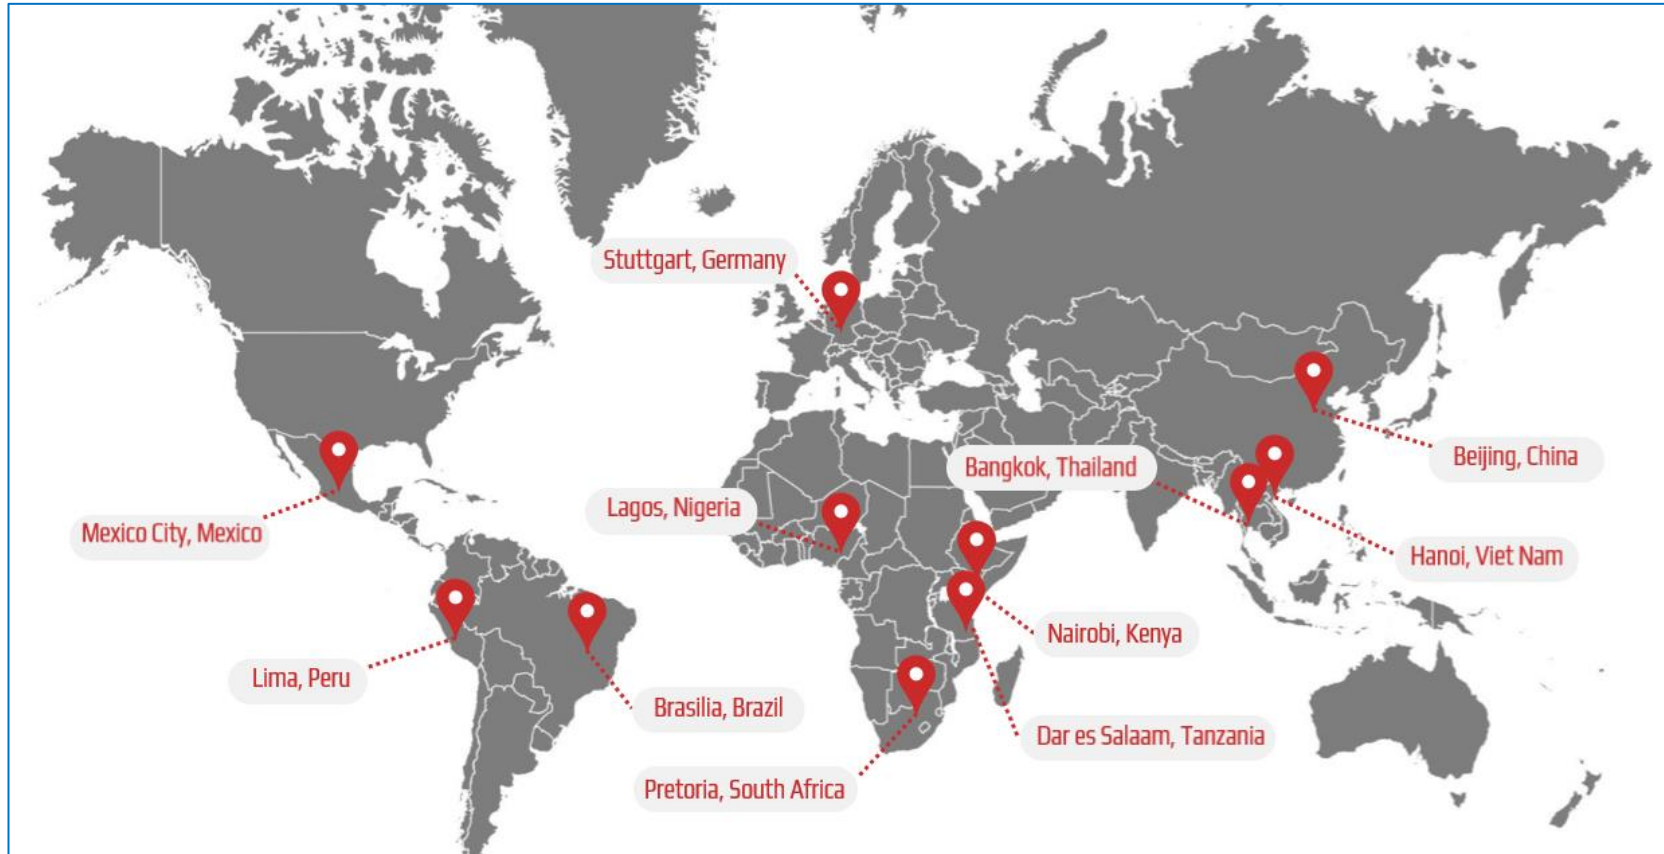 Stuttgart, Germany
Beijing, China
Bangkok, Thailand
Lagos, Nigeria
Mexico City, Mexico
Hanoi, Viet Nam
Nairobi, Kenya
Lima, Peru
Brasilia, Brazil
Dar es Salaam, Tanzania
Pretoria, South Africa